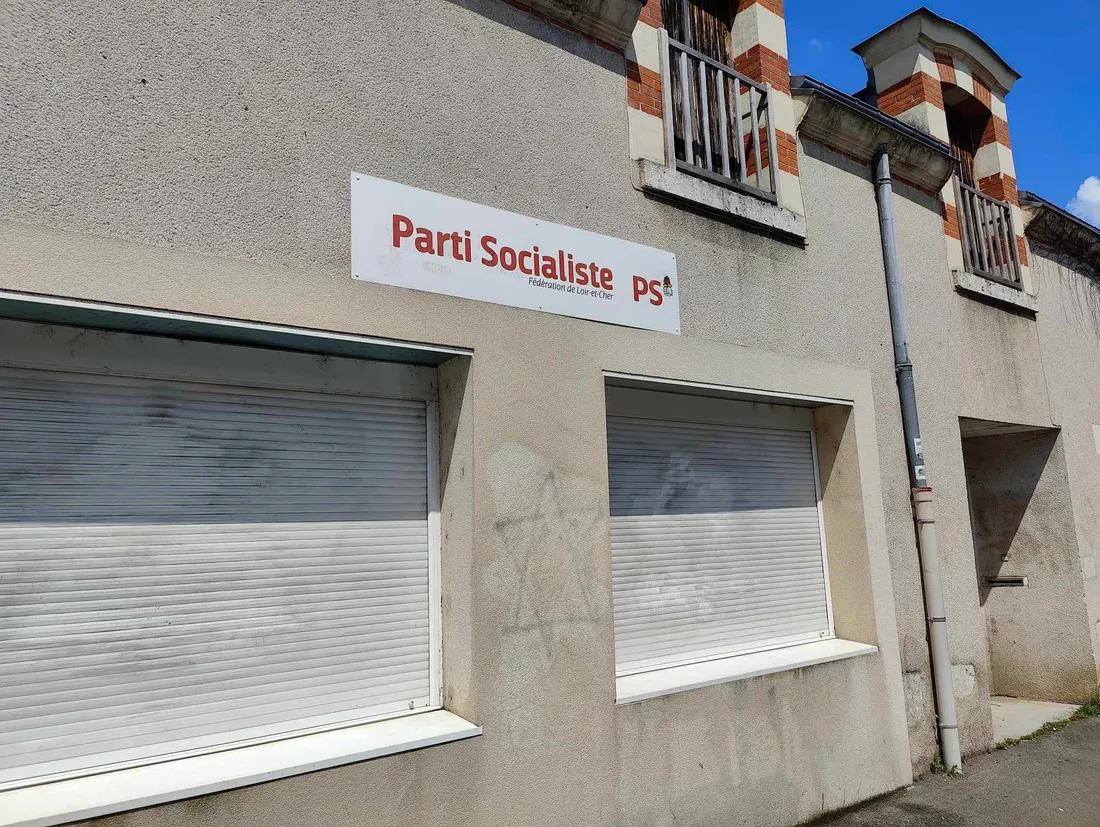 Parti Socialiste PS
Fédération de Loir-et-Cher